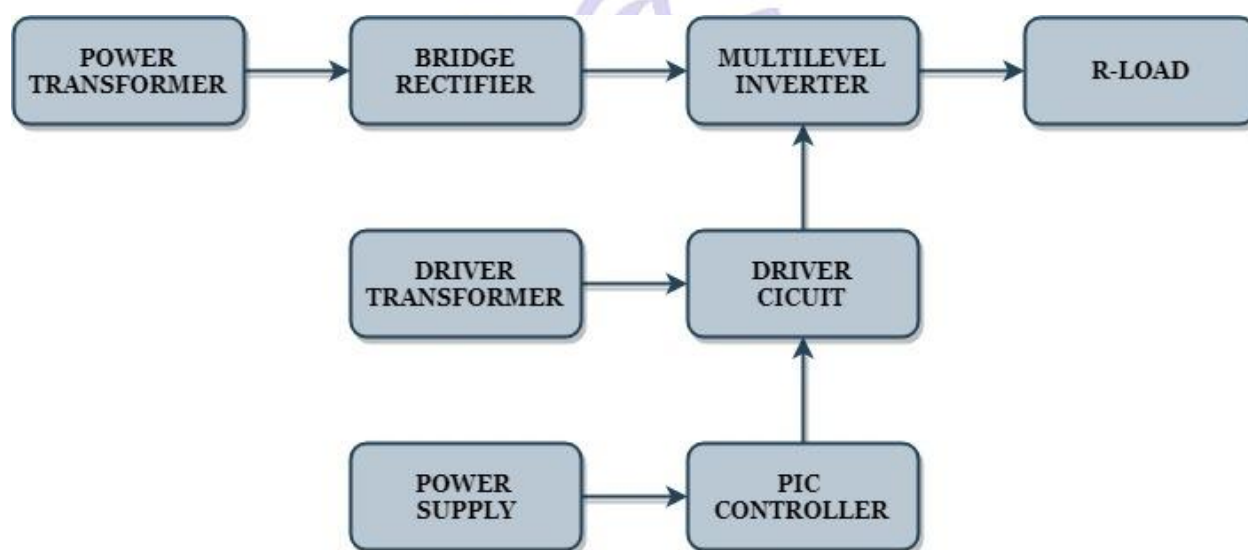 POWER
TRANSFORMER
BRIDGE
RECTIFIER
MULTILEVEL
INVERTER
R-LOAD
DRIVER
TRANSFORMER
DRIVER
CICUIT
POWER
SUPPLY
PIC
CONTROLLER